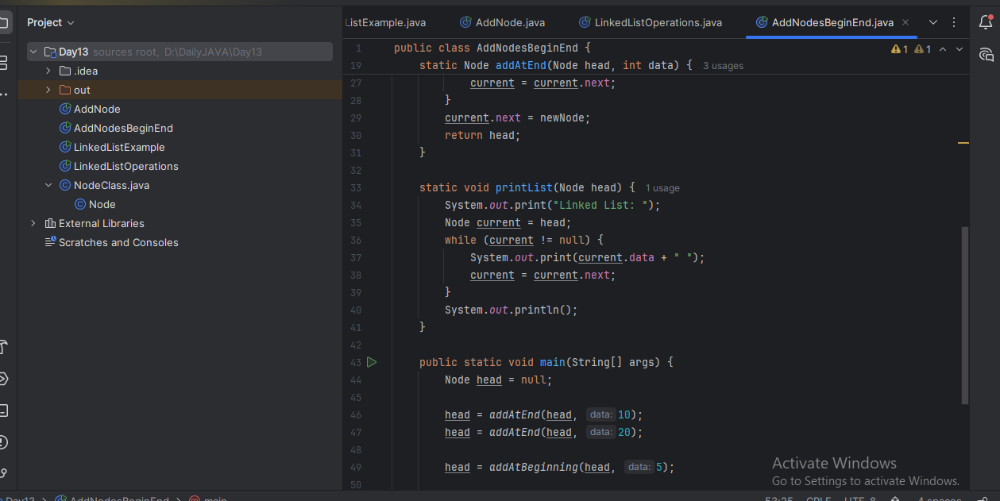 Project
Day13 sources root, D:\DailyJAVA\Day13
.idea
out
AddNode
AddNodesBeginEnd
LinkedListExample
LinkedListOperations
NodeClass.java
Node
External Libraries
Scratches and Consoles
ListExample.java AddNode.java LinkedListOperations.java AddNodesBeginEnd.java
1 public class AddNodesBeginEnd { 1 1
19 static Node addAtEnd(Node head, int data) { 3 usages
27 current = current.next;
28 }
29 current.next = newNode;
30 return head;
31 }
32
33 static void printList(Node head) { 1 usage
34 System.out.print("Linked List: ");
35 Node current = head;
36 while (current != null) {
37 System.out.print(current.data + " ");
38 current = current.next;
39 }
40 System.out.println();
41 }
42
43 public static void main(String[] args) {
44 Node head = null;
45
46 head = addAtEnd(head, data: 10);
47 head = addAtEnd(head, data: 20);
48
49 head = addAtBeginning(head, data: 5);
50
Activate Windows
Go to Settings to activate Windows.
Day13 > AddNodesBeginEnd > main 53:25 CRLF UTF-8 4 spaces